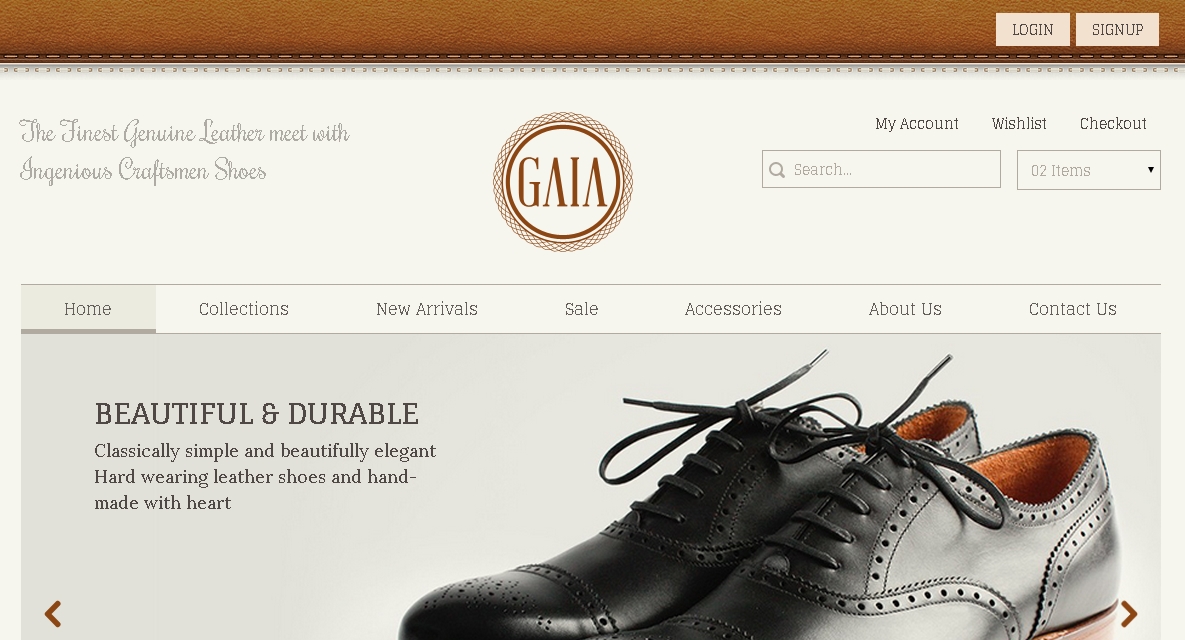 LOGIN SIGNUP
The Finest Genuine Leather meet with
Ingenious Craftsmen Shoes
GAIA
My Account Wishlist Checkout
Search...
02 Items
Home Collections New Arrivals Sale Accessories About Us Contact Us
BEAUTIFUL & DURABLE
Classically simple and beautifully elegant
Hard wearing leather shoes and hand-
made with heart